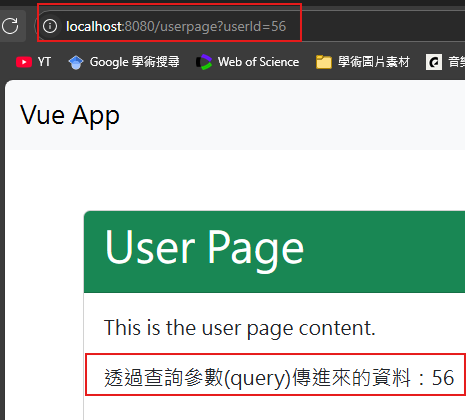 localhost:8080/userpage?userId=56
YT Google 學術搜尋 Web of Science 學術圖片素材
Vue App
User Page
This is the user page content.
透過查詢參數(query)傳進來的資料：56